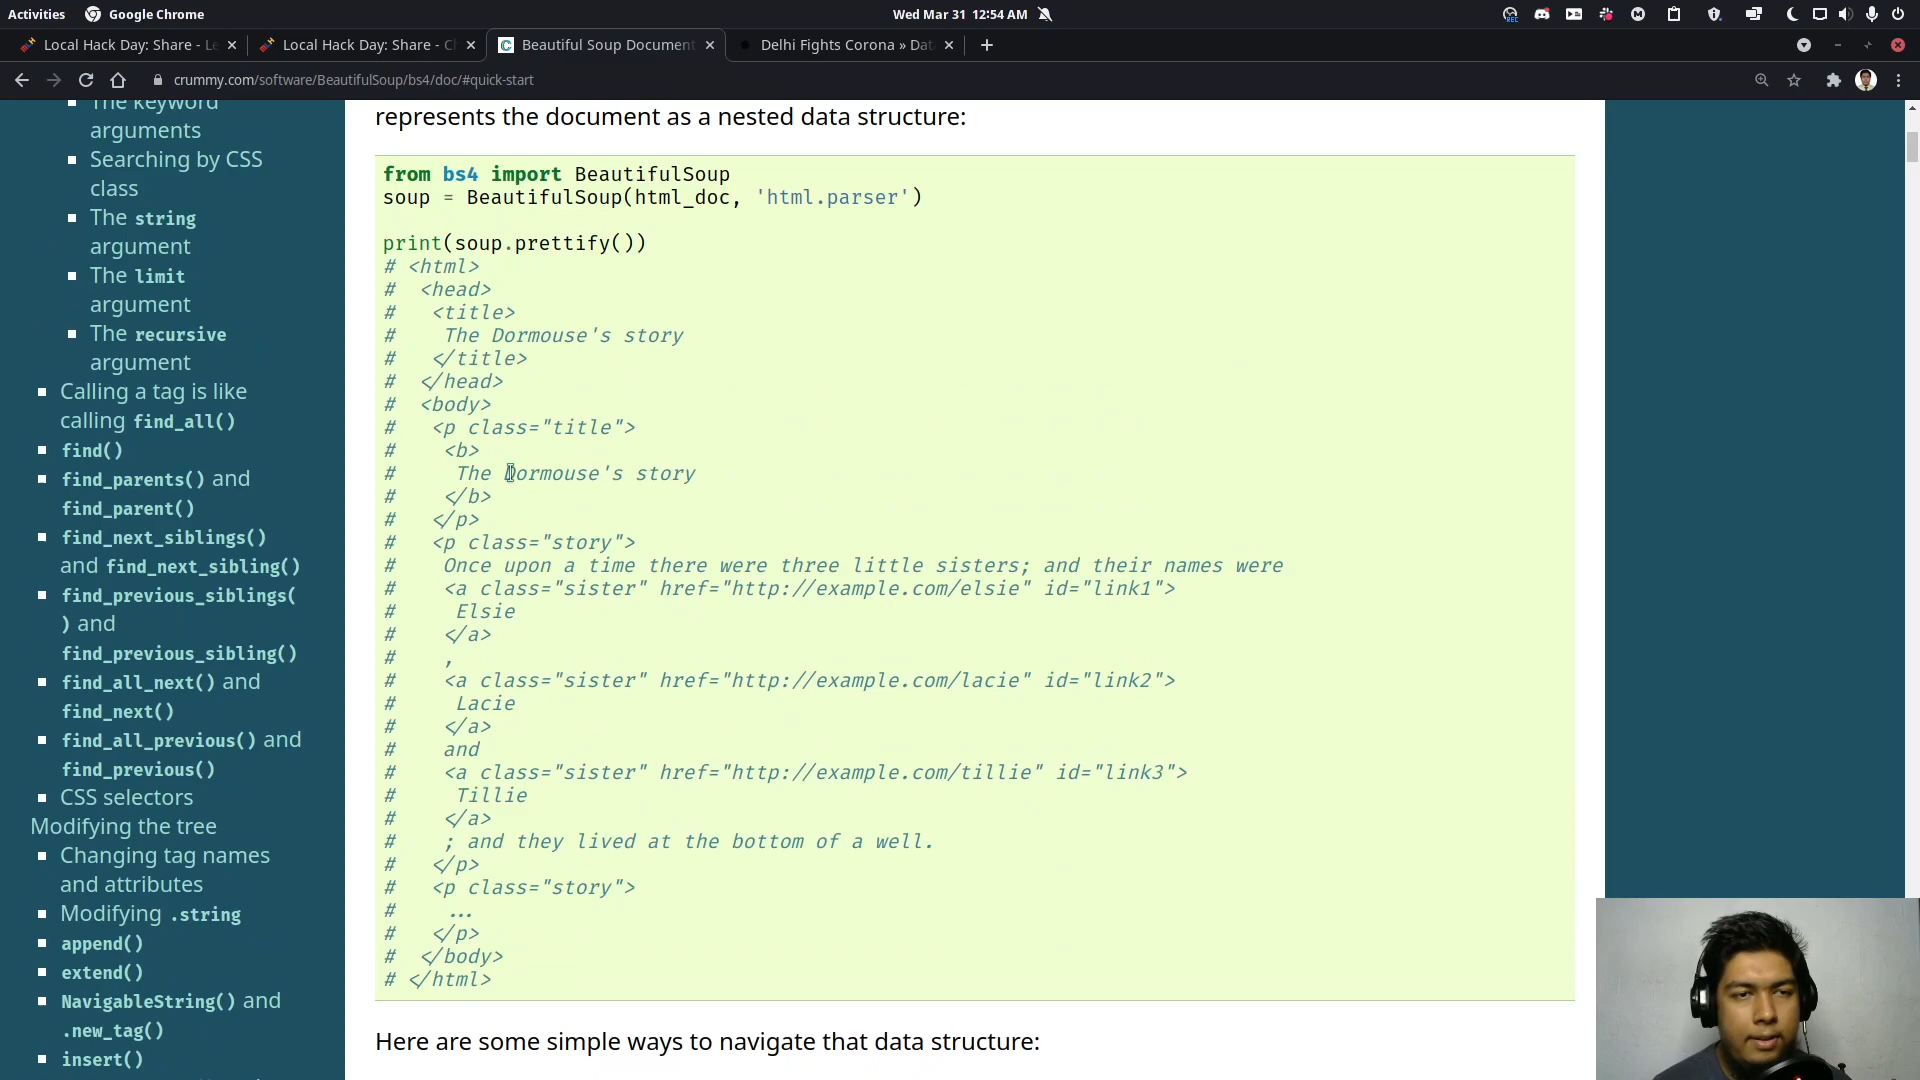 Activities
Google Chrome
Wed Mar 31 12:54 AM
Local Hack Day: Share - Le
Local Hack Day: Share - Ch
Beautiful Soup Document
Delhi Fights Corona » Dat
crummy.com/software/BeautifulSoup/bs4/doc/#quick-start
The keyword
arguments
Searching by CSS
class
The string
argument
The limit
argument
The recursive
argument
Calling a tag is like
calling find_all()
find()
find_parents() and
find_parent()
find_next_siblings()
and find_next_sibling()
find_previous_siblings(
) and
find_previous_sibling()
find_all_next() and
find_next()
find_all_previous() and
find_previous()
CSS selectors
Modifying the tree
Changing tag names
and attributes
Modifying .string
append()
extend()
NavigableString() and
.new_tag()
insert()
represents the document as a nested data structure:
from bs4 import BeautifulSoup
soup = BeautifulSoup(html_doc, 'html.parser')
print(soup.prettify())
# <html>
#  <head>
#   <title>
#    The Dormouse's story
#   </title>
#  </head>
#  <body>
#   <p class="title">
#    <b>
#     The Dormouse's story
#    </b>
#   </p>
#   <p class="story">
#    Once upon a time there were three little sisters; and their names were
#    <a class="sister" href="http://example.com/elsie" id="link1">
#     Elsie
#    </a>
#    ,
#    <a class="sister" href="http://example.com/lacie" id="link2">
#     Lacie
#    </a>
#    and
#    <a class="sister" href="http://example.com/tillie" id="link3">
#     Tillie
#    </a>
#    ; and they lived at the bottom of a well.
#   </p>
#   <p class="story">
#    ...
#   </p>
#  </body>
# </html>
Here are some simple ways to navigate that data structure: